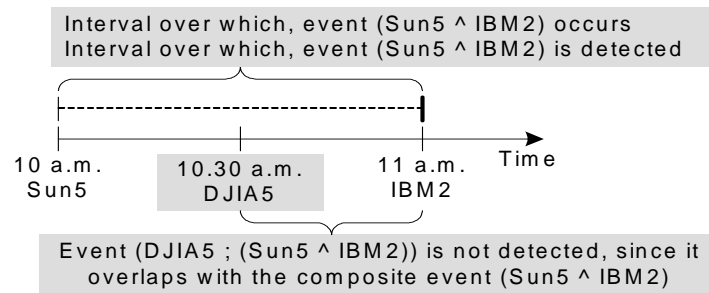 Interval over which, event (Sun5 ^ IBM2) occurs
Interval over which, event (Sun5 ^ IBM2) is detected
10 a.m. 10.30 a.m. 11 a.m. Time
Sun5 DJIA5 IBM2
Event (DJIA5 ; (Sun5 ^ IBM2)) is not detected, since it
overlaps with the composite event (Sun5 ^ IBM2)